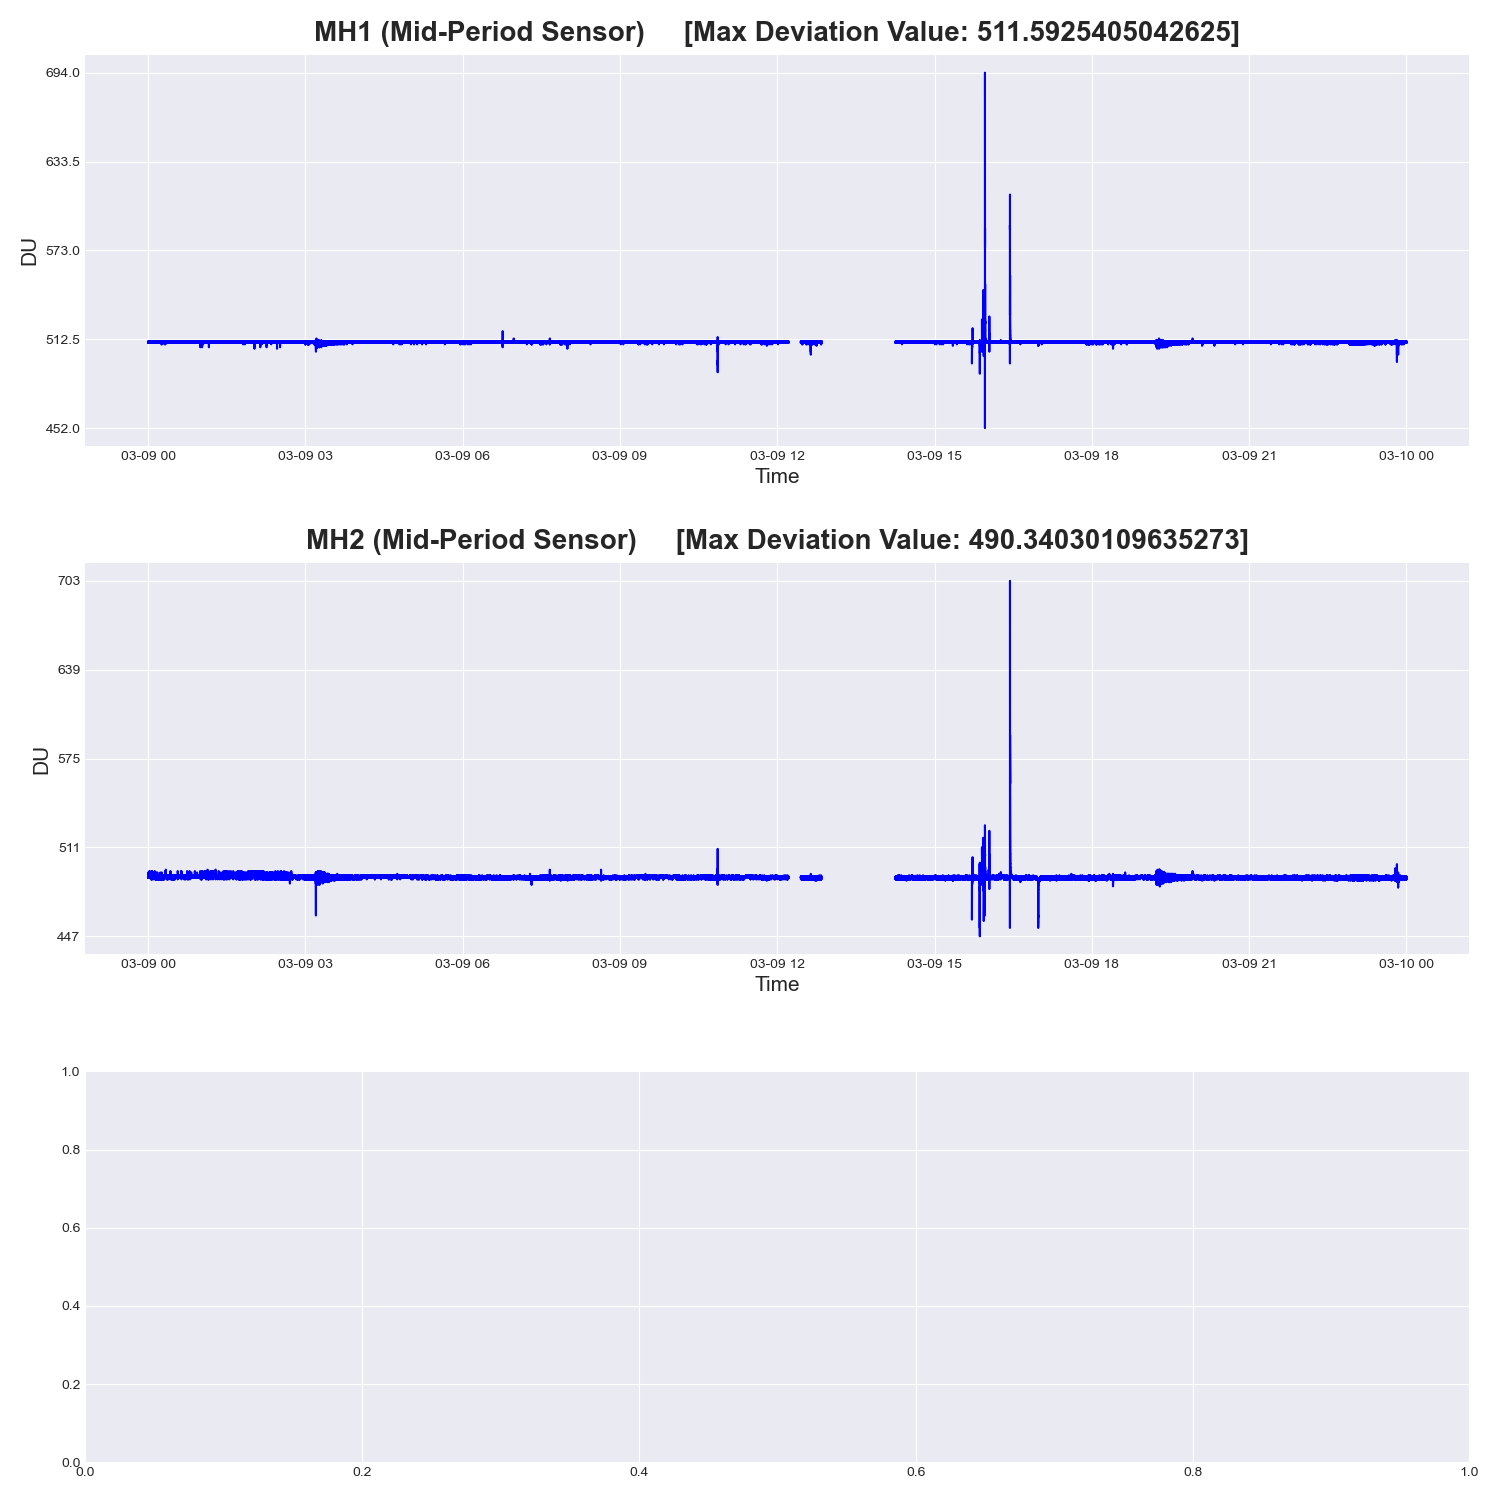 MH1 (Mid-Period Sensor) [Max Deviation Value: 511.5925405042625]
694.0
633.5
573.0
512.5
452.0
DU
03-09 00 03-09 03 03-09 06 03-09 09 03-09 12 03-09 15 03-09 18 03-09 21 03-10 00
Time
MH2 (Mid-Period Sensor) [Max Deviation Value: 490.34030109635273]
703
639
575
511
447
DU
03-09 00 03-09 03 03-09 06 03-09 09 03-09 12 03-09 15 03-09 18 03-09 21 03-10 00
Time
1.0
0.8
0.6
0.4
0.2
0.0
0.0 0.2 0.4 0.6 0.8 1.0